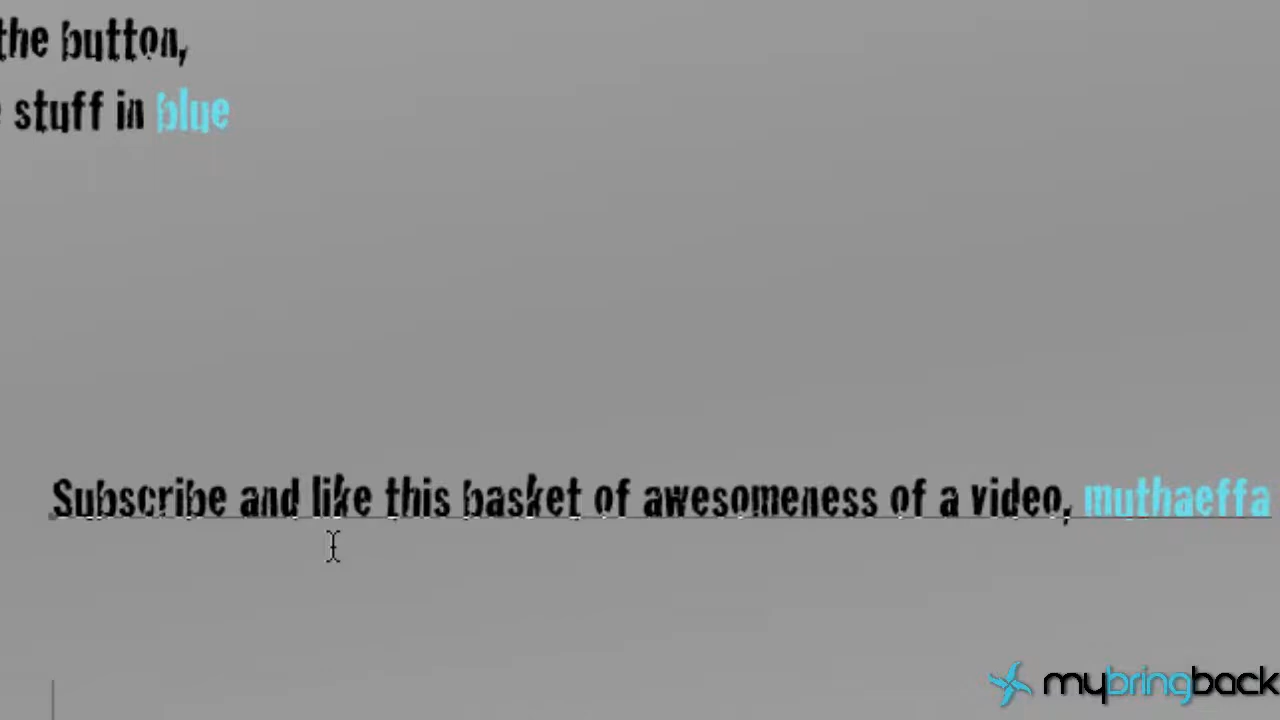 the button,
stuff in blue
Subscribe and like this basket of awesomeness of a video, muthaeffa
mybringback